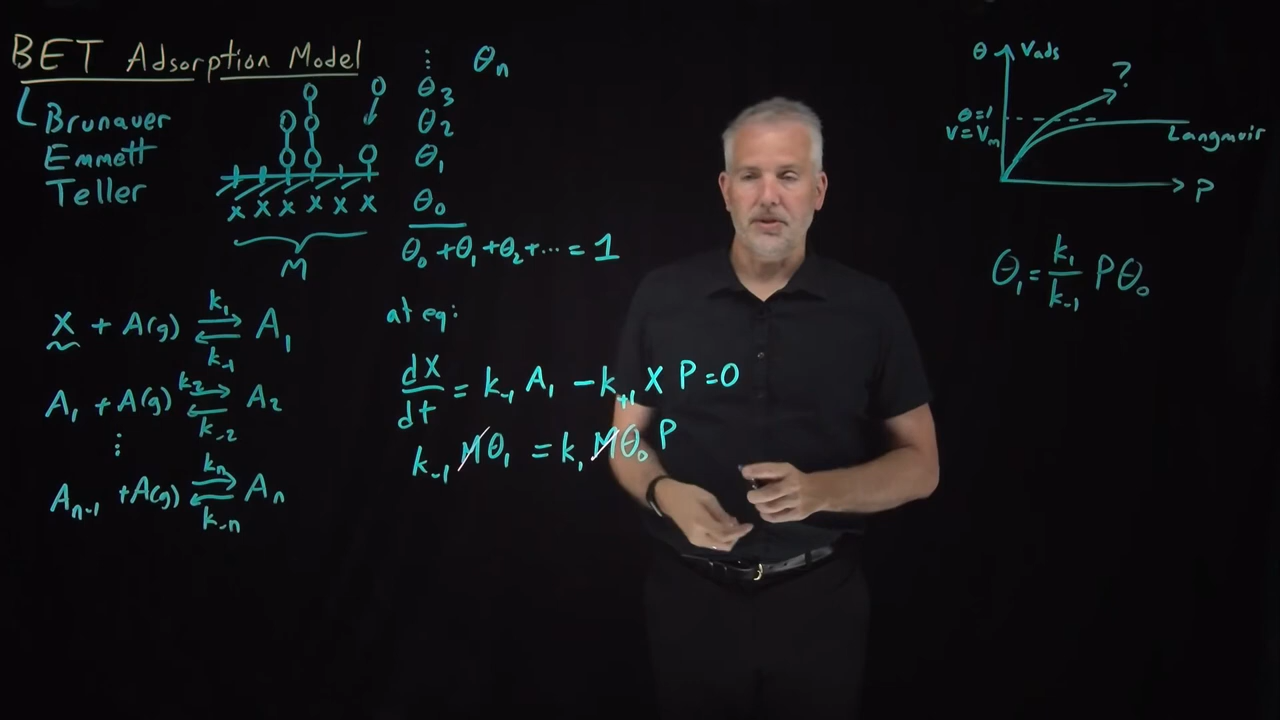 BET Adsorption Model
Brunauer
Emmett
Teller
X X X X X X
M
⋮ θₙ
θ₃
θ₂
θ₁
θ₀
θ₀ + θ₁ + θ₂ + ⋯ = 1
X + A(g) ⇌ A₁
k₁
k₋₁
A₁ + A(g) ⇌ A₂
k₂
k₋₂
⋮
Aₙ₋₁ + A(g) ⇌ Aₙ
kₙ
k₋ₙ
at eq:
dX/dt = k₋₁ A₁ − k₊₁ X P = 0
k₋₁ Mθ₁ = k₁ Mθ₀ P
θ Vads
?
θ=1
V=Vₘ
Langmuir
P
θ₁ = k₁/k₋₁ Pθ₀